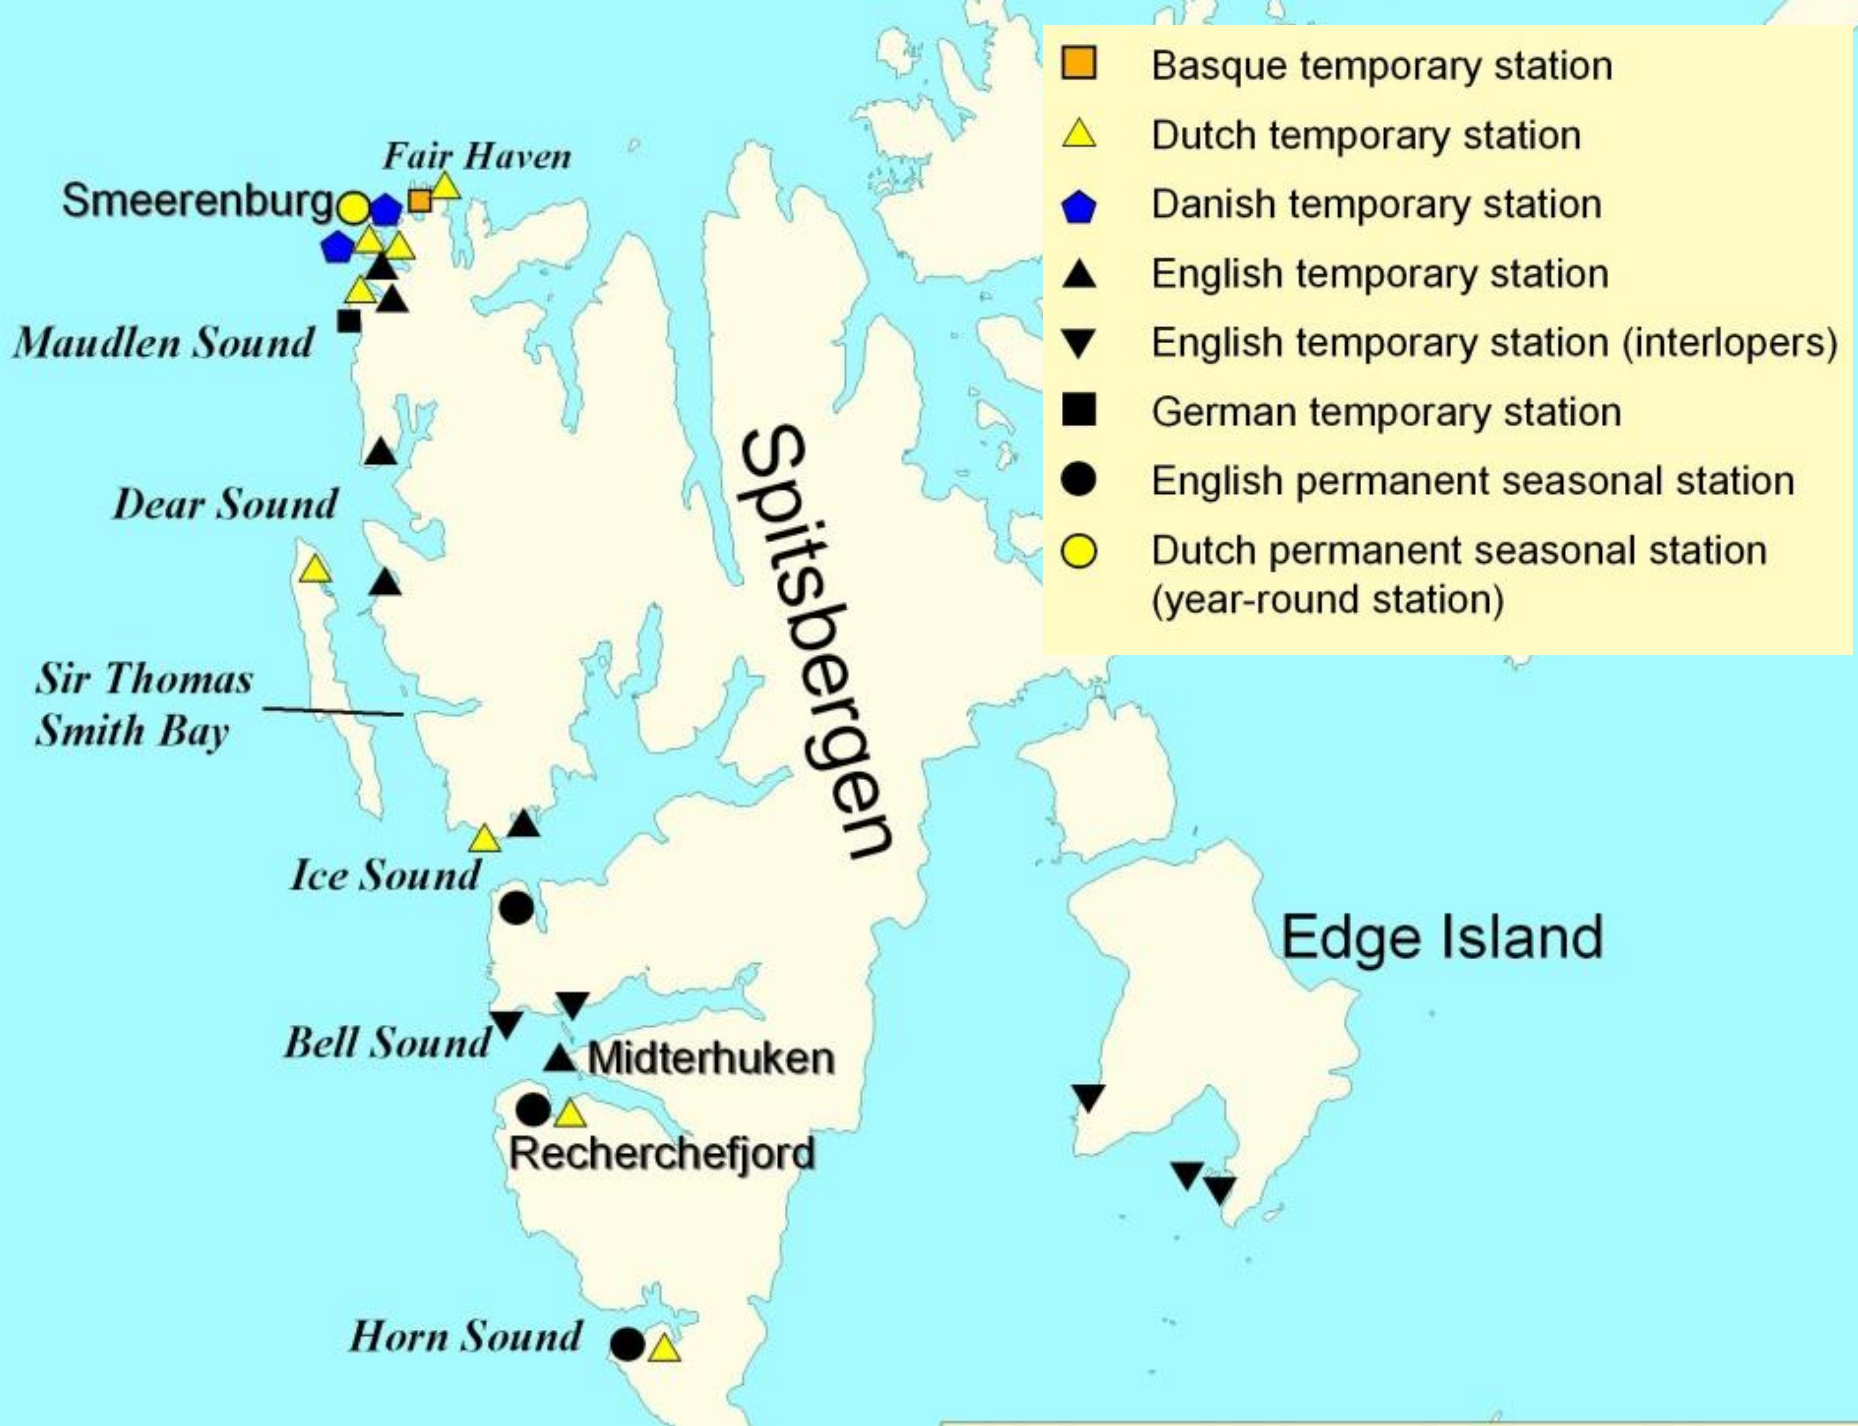 Fair Haven
Smeerenburg
Maudlen Sound
Dear Sound
Sir Thomas
Smith Bay
Ice Sound
Bell Sound
Midterhuken
Recherchefjord
Horn Sound
Spitsbergen
Edge Island
Basque temporary station
Dutch temporary station
Danish temporary station
English temporary station
English temporary station (interlopers)
German temporary station
English permanent seasonal station
Dutch permanent seasonal station
(year-round station)